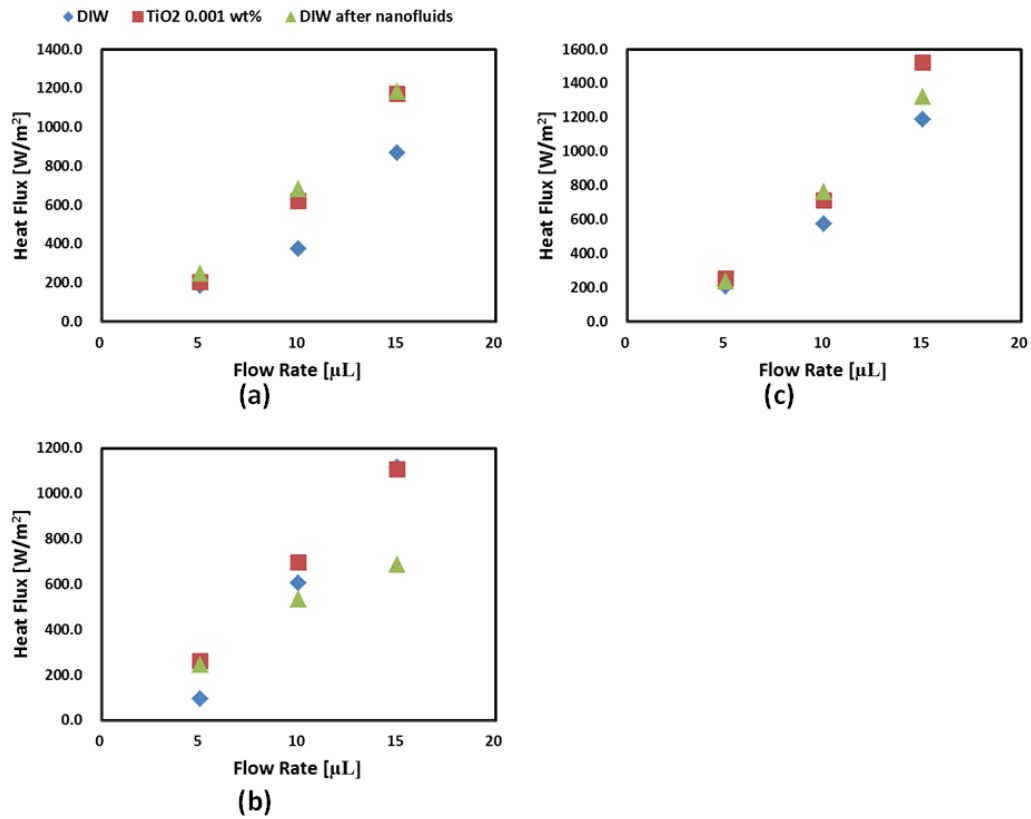 DIW TiO2 0.001 wt% DIW after nanofluids
1400.0
1200.0
1000.0
800.0
600.0
400.0
200.0
0.0
Heat Flux [W/m²]
0 5 10 15 20
Flow Rate [µL]
(a)
1600.0
1400.0
1200.0
1000.0
800.0
600.0
400.0
200.0
0.0
Heat Flux [W/m²]
0 5 10 15 20
Flow Rate [µL]
(c)
1200.0
1000.0
800.0
600.0
400.0
200.0
0.0
Heat Flux [W/m²]
0 5 10 15 20
Flow Rate [µL]
(b)